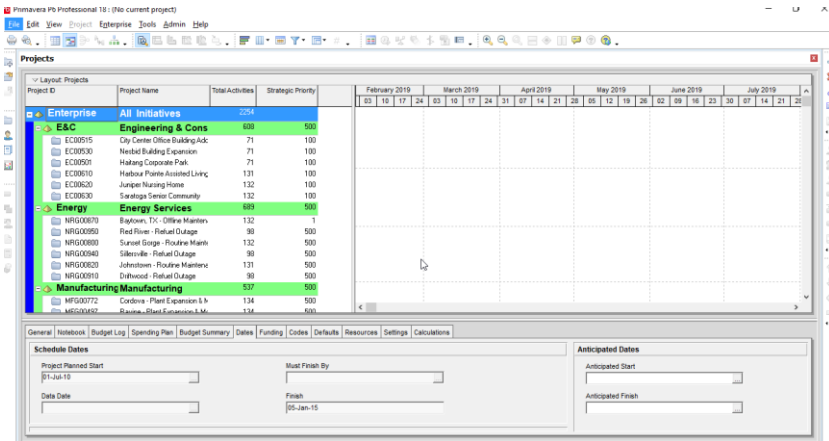 Primavera P6 Professional 18 : (No current project)
File Edit View Project Enterprise Tools Admin Help
Projects
Layout: Projects
Project ID Project Name Total Activities Strategic Priority February 2019 March 2019 April 2019 May 2019 June 2019 July 2019
03 10 17 24 03 10 17 24 31 07 14 21 28 05 12 19 26 02 09 16 23 30 07 14 21 28
Enterprise All Initiatives 2254
E&C Engineering & Cons 608 500
EC00515 City Center Office Building Adc 71 100
EC00530 Nesbid Building Expansion 71 100
EC00501 Haitang Corporate Park 71 100
EC00610 Harbour Pointe Assisted Living 131 100
EC00620 Juniper Nursing Home 132 100
EC00630 Saratoga Senior Community 132 100
Energy Energy Services 689 500
NRG00870 Baytown, TX - Offline Mainten 132 1
NRG00950 Red River - Refuel Outage 98 500
NRG00800 Sunset Gorge - Routine Mainte 132 500
NRG00940 Sillersville - Refuel Outage 98 500
NRG00820 Johnstown - Routine Maintena 131 500
NRG00910 Driftwood - Refuel Outage 98 500
Manufacturing Manufacturing 537 500
MFG00772 Cordova - Plant Expansion & M 134 500
General Notebook Budget Log Spending Plan Budget Summary Dates Funding Codes Defaults Resources Settings Calculations
Schedule Dates Anticipated Dates
Project Planned Start Must Finish By Anticipated Start
01-Jul-10
Data Date Finish Anticipated Finish
05-Jan-15